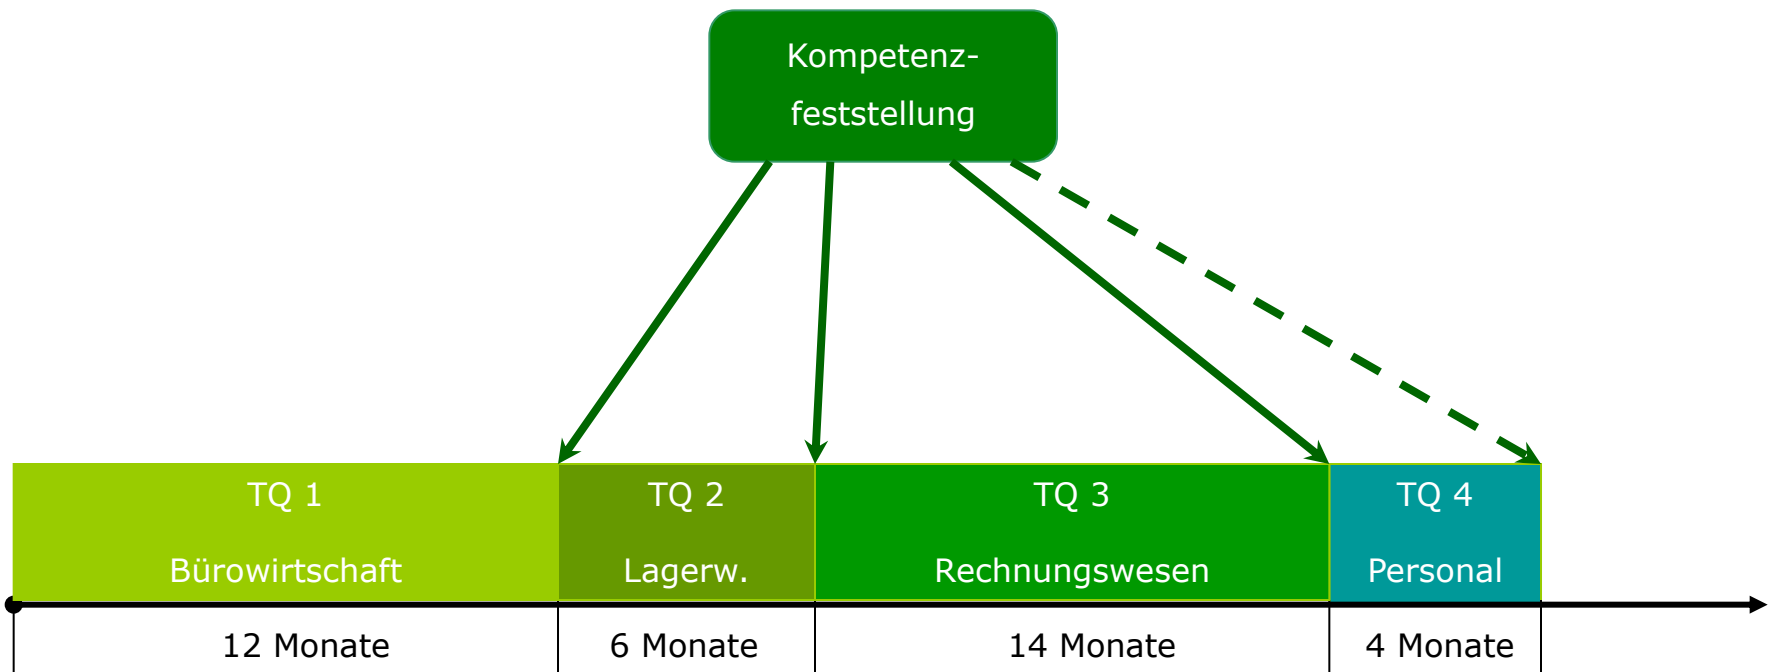 Kompetenz-
feststellung
TQ 1
Bürowirtschaft
TQ 2
Lagerw.
TQ 3
Rechnungswesen
TQ 4
Personal
12 Monate
6 Monate
14 Monate
4 Monate